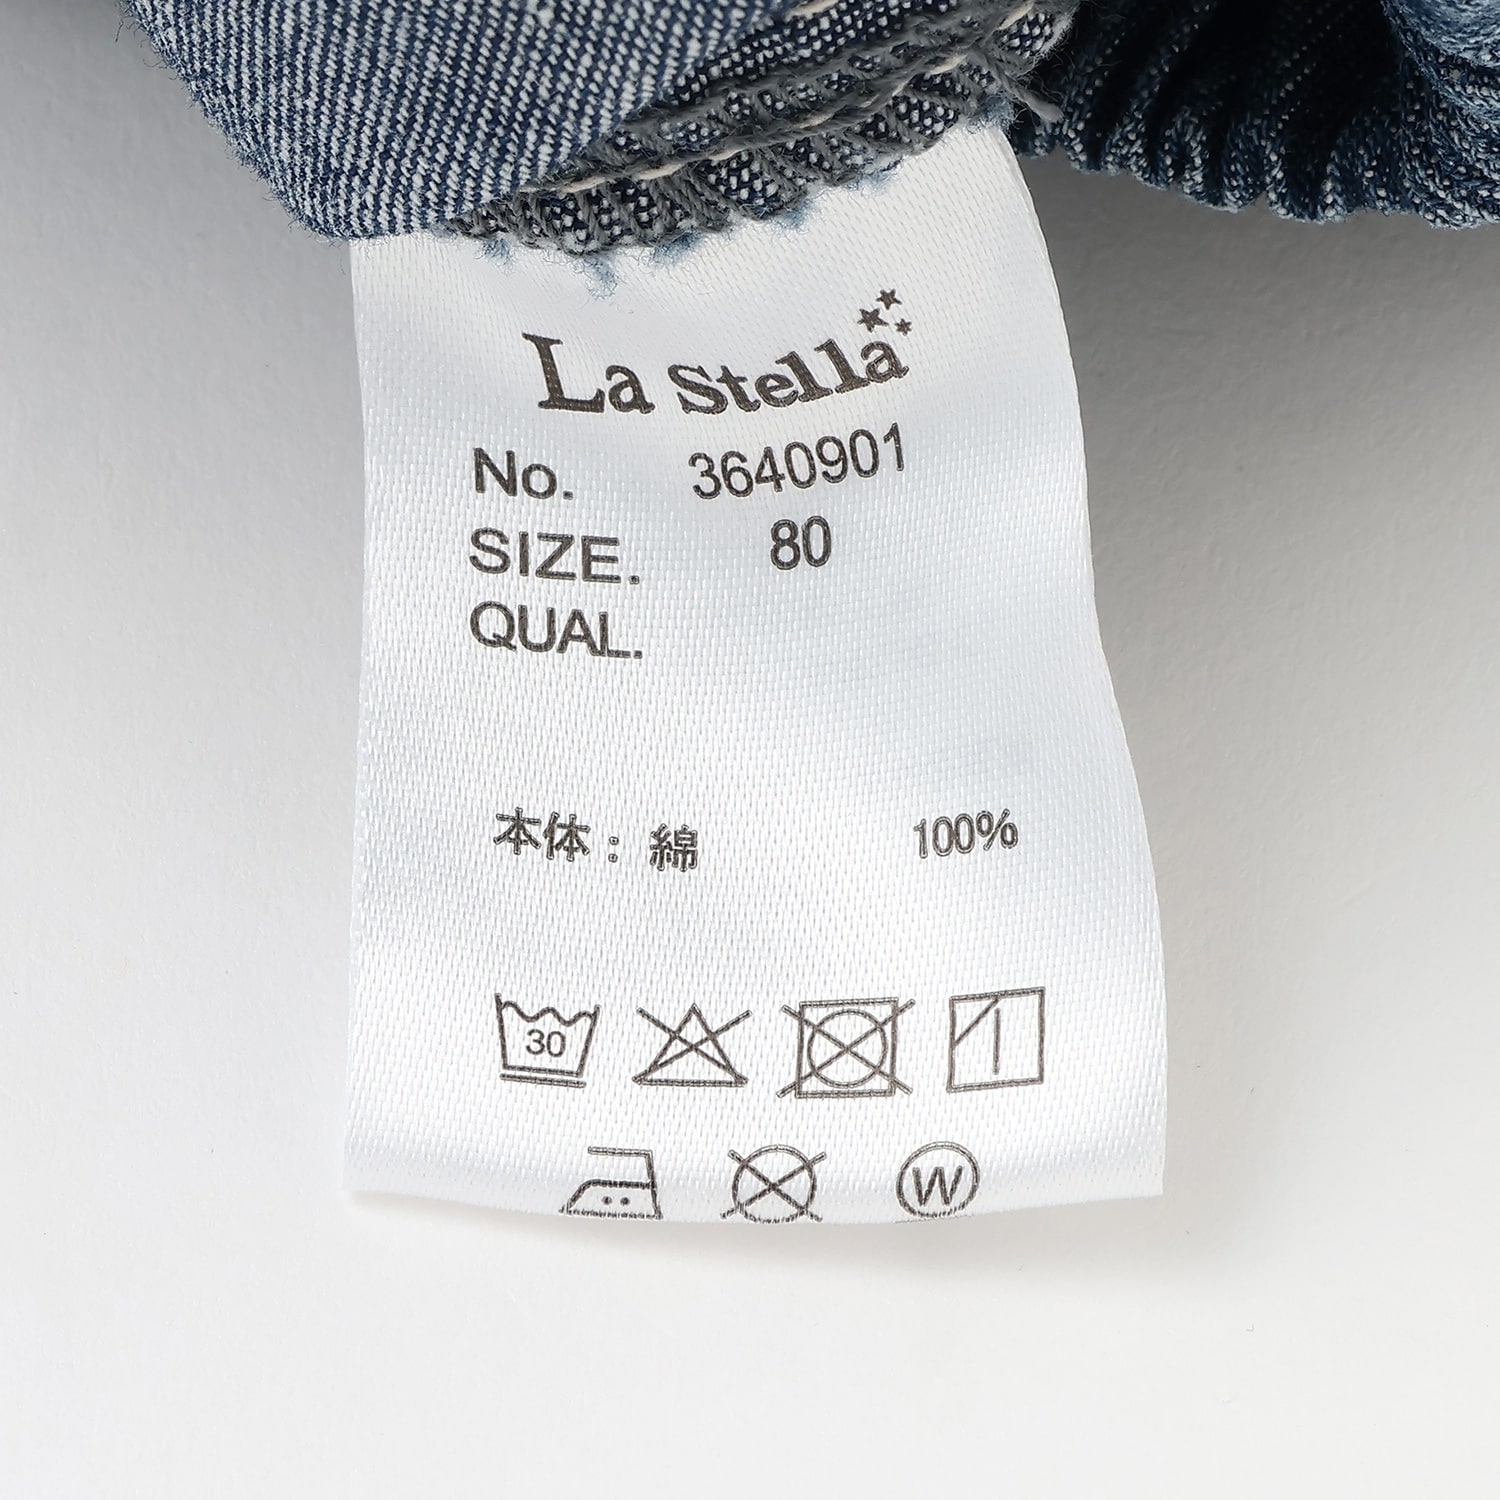 La Stella
No. 3640901
SIZE. 80
QUAL.
本体：綿 100%
30
W